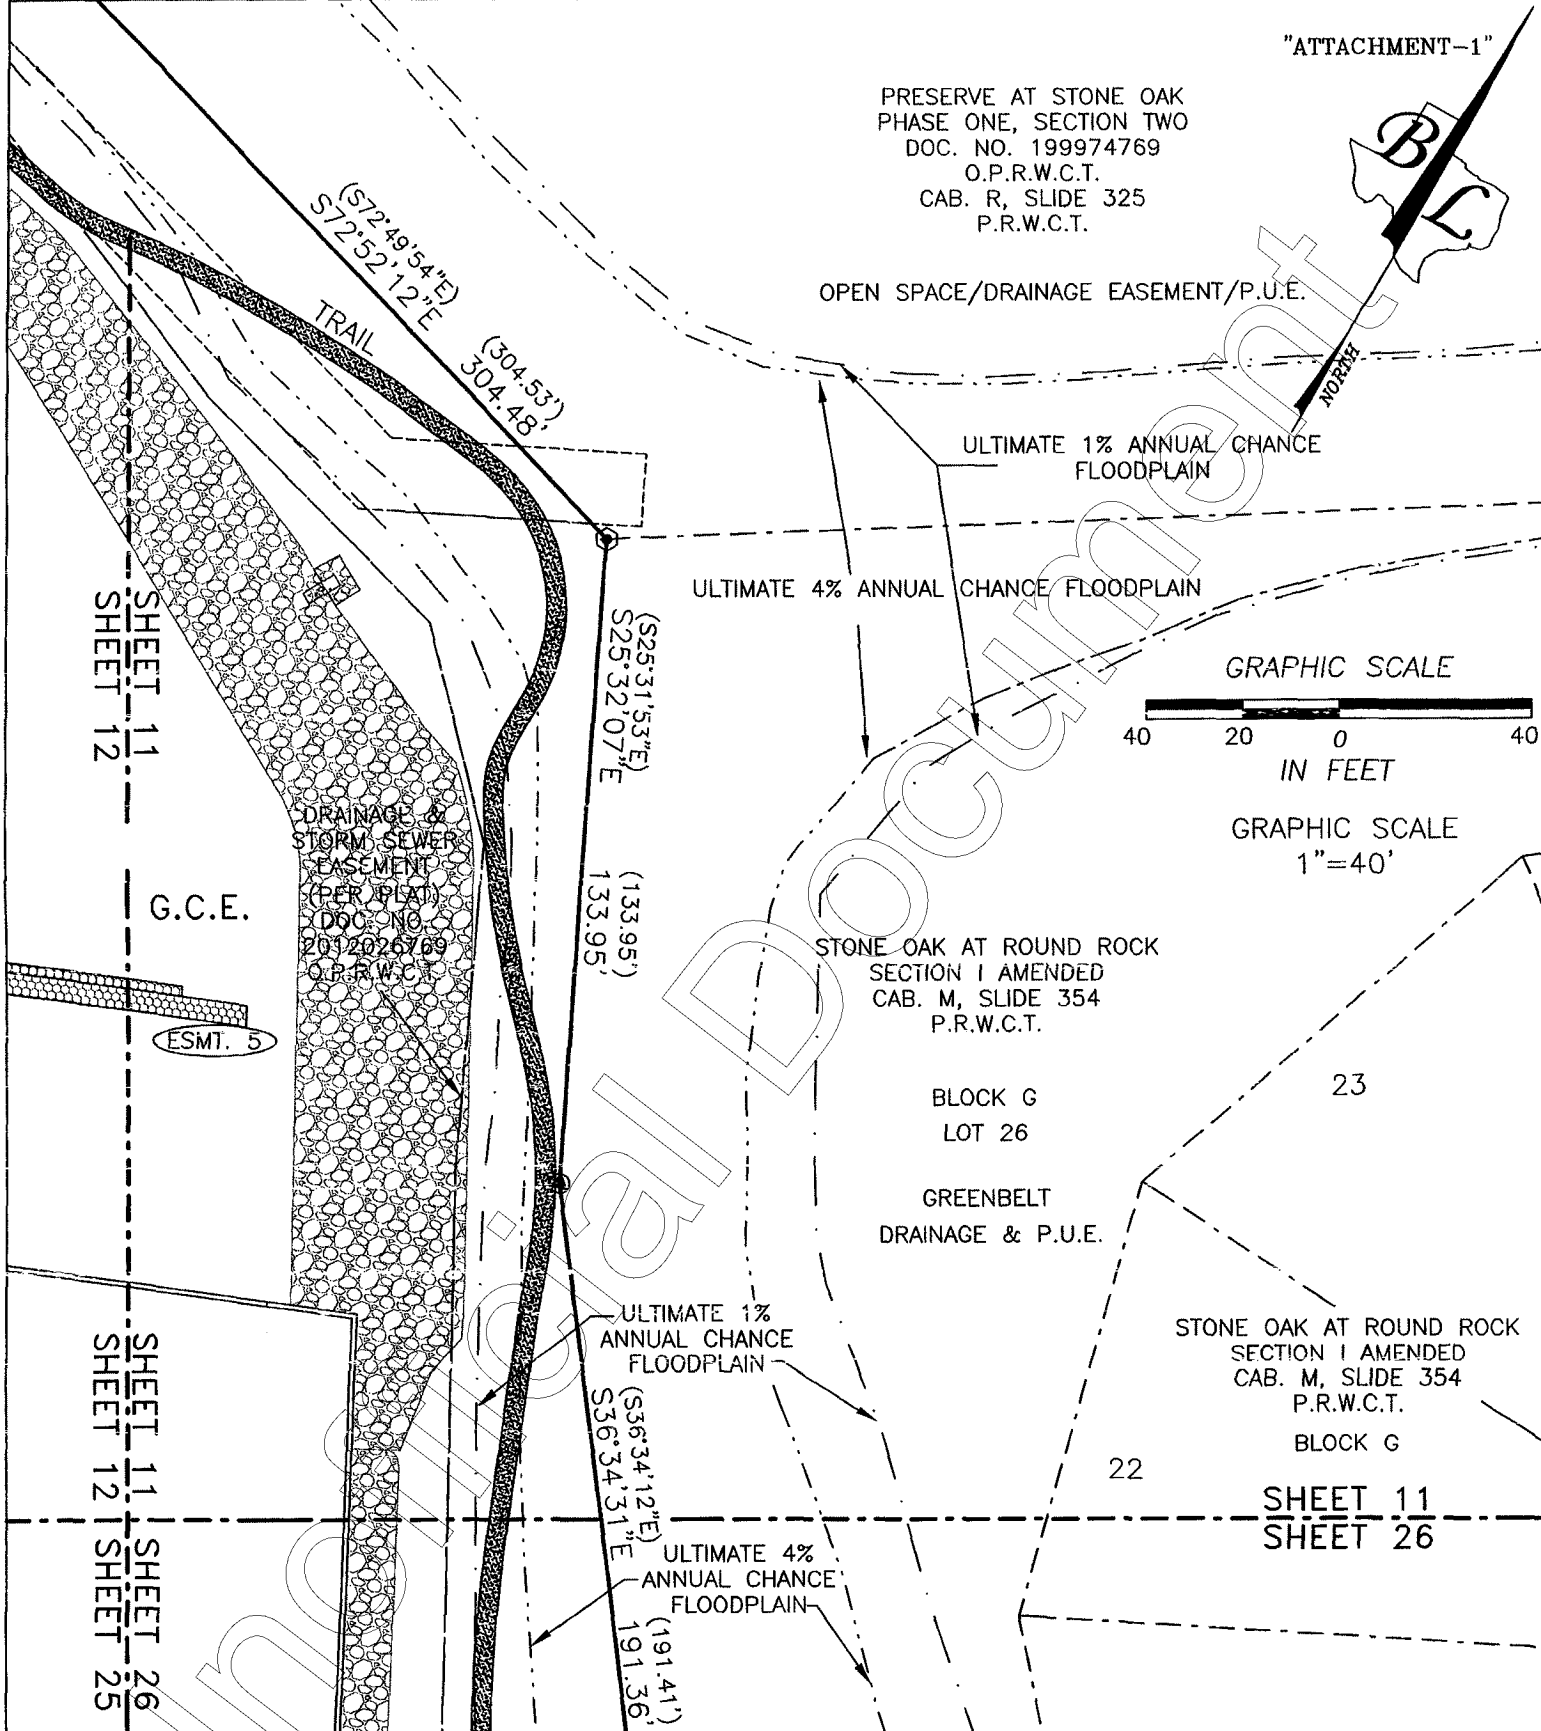 "ATTACHMENT-1"
PRESERVE AT STONE OAK
PHASE ONE, SECTION TWO
DOC. NO. 199974769
O.P.R.W.C.T.
CAB. R, SLIDE 325
P.R.W.C.T.
B
L
NORTH
OPEN SPACE/DRAINAGE EASEMENT/P.U.E.
(S72°49'54"E)
S72°52'12"E
(304.53')
304.48'
TRAIL
ULTIMATE 1% ANNUAL CHANCE
FLOODPLAIN
ULTIMATE 4% ANNUAL CHANCE FLOODPLAIN
(S25°31'53"E)
S25°32'07"E
(133.95')
133.95'
GRAPHIC SCALE
40 20 0 40
IN FEET
GRAPHIC SCALE
1"=40'
SHEET 11
SHEET 12
DRAINAGE &
STORM SEWER
EASEMENT
(PER PLAT)
DOC. NO.
2012026769
O.P.R.W.C.T.
G.C.E.
ESMT. 5
STONE OAK AT ROUND ROCK
SECTION I AMENDED
CAB. M, SLIDE 354
P.R.W.C.T.
BLOCK G
LOT 26
GREENBELT
DRAINAGE & P.U.E.
23
ULTIMATE 1%
ANNUAL CHANCE
FLOODPLAIN
STONE OAK AT ROUND ROCK
SECTION I AMENDED
CAB. M, SLIDE 354
P.R.W.C.T.
BLOCK G
22
(S36°34'12"E)
S36°34'31"E
(191.41')
191.36'
SHEET 11
SHEET 12
SHEET 11
SHEET 26
ULTIMATE 4%
ANNUAL CHANCE
FLOODPLAIN
SHEET 26
SHEET 25
Unofficial Document